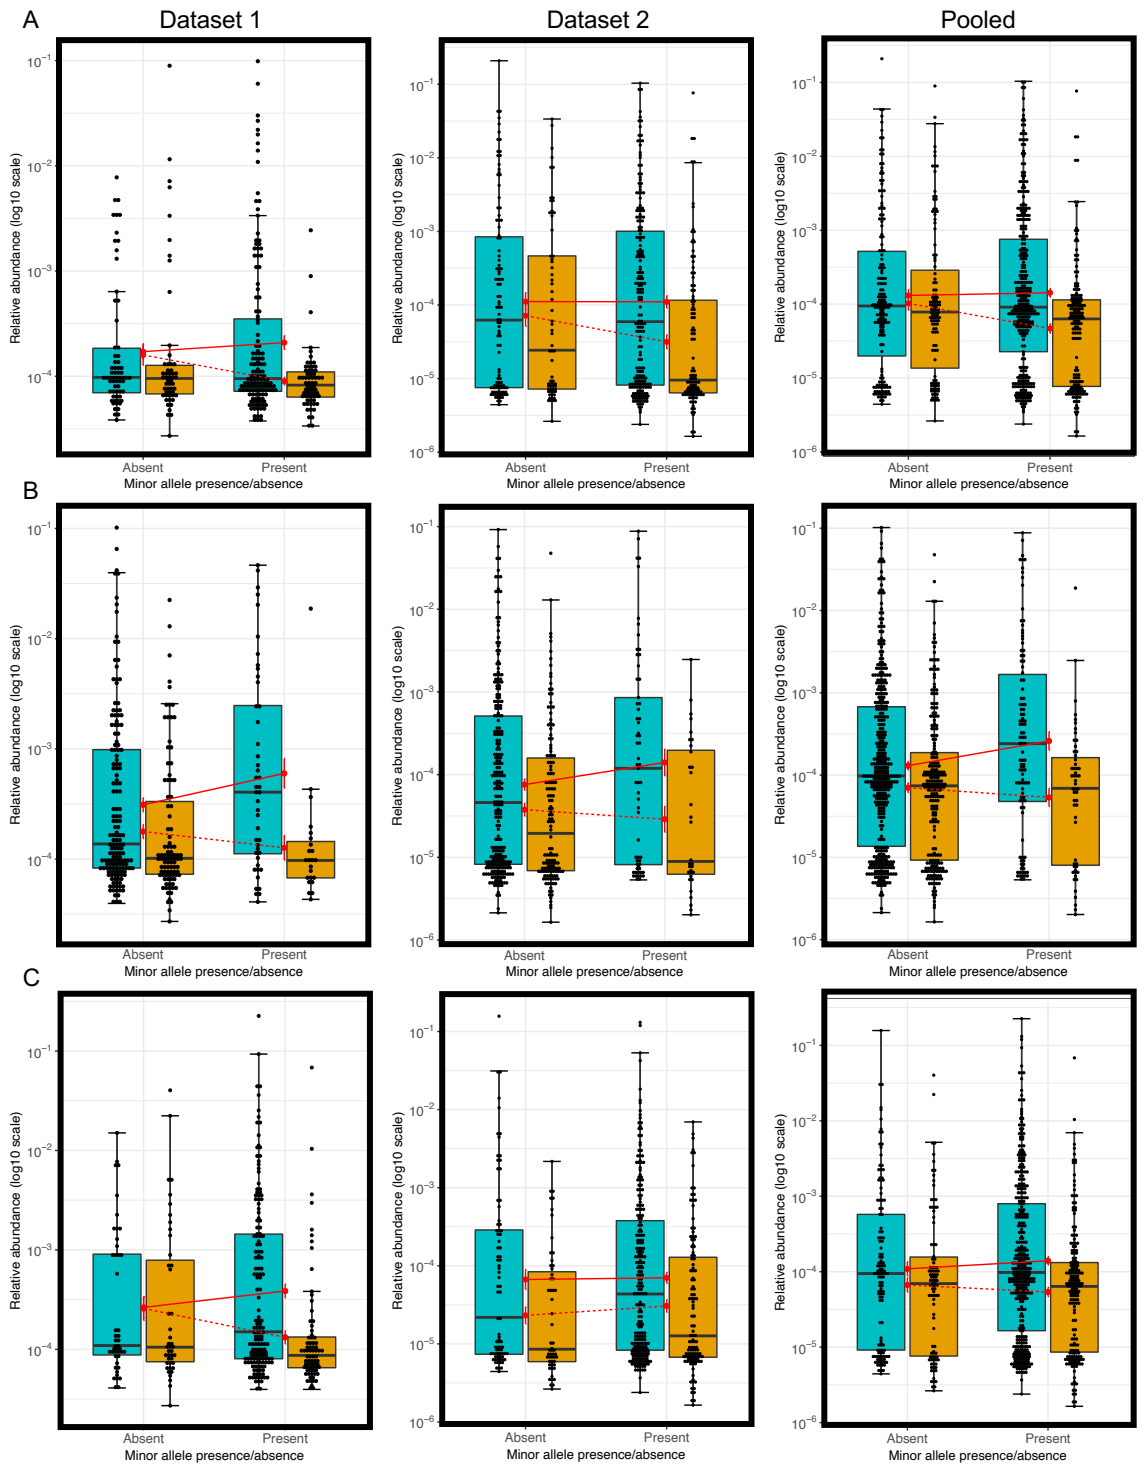 A Dataset 1 Dataset 2 Pooled
Relative abundance (log10 scale)
10⁻¹
10⁻²
10⁻³
10⁻⁴
Absent Present
Minor allele presence/absence
Relative abundance (log10 scale)
10⁻¹
10⁻²
10⁻³
10⁻⁴
10⁻⁵
10⁻⁶
Absent Present
Minor allele presence/absence
Relative abundance (log10 scale)
10⁻¹
10⁻²
10⁻³
10⁻⁴
10⁻⁵
10⁻⁶
Absent Present
Minor allele presence/absence
B
Relative abundance (log10 scale)
10⁻¹
10⁻²
10⁻³
10⁻⁴
Absent Present
Minor allele presence/absence
Relative abundance (log10 scale)
10⁻¹
10⁻²
10⁻³
10⁻⁴
10⁻⁵
10⁻⁶
Absent Present
Minor allele presence/absence
Relative abundance (log10 scale)
10⁻¹
10⁻²
10⁻³
10⁻⁴
10⁻⁵
10⁻⁶
Absent Present
Minor allele presence/absence
C
Relative abundance (log10 scale)
10⁻¹
10⁻²
10⁻³
10⁻⁴
Absent Present
Minor allele presence/absence
Relative abundance (log10 scale)
10⁻¹
10⁻²
10⁻³
10⁻⁴
10⁻⁵
10⁻⁶
Absent Present
Minor allele presence/absence
Relative abundance (log10 scale)
10⁻¹
10⁻²
10⁻³
10⁻⁴
10⁻⁵
10⁻⁶
Absent Present
Minor allele presence/absence